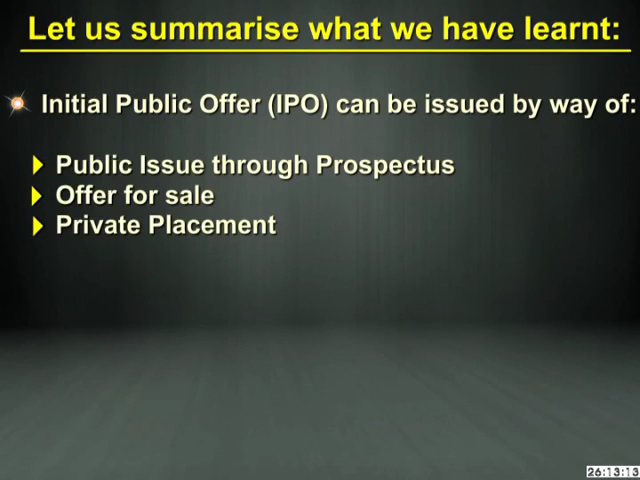 Let us summarise what we have learnt:
Initial Public Offer (IPO) can be issued by way of:
Public Issue through Prospectus
Offer for sale
Private Placement
26:13:13